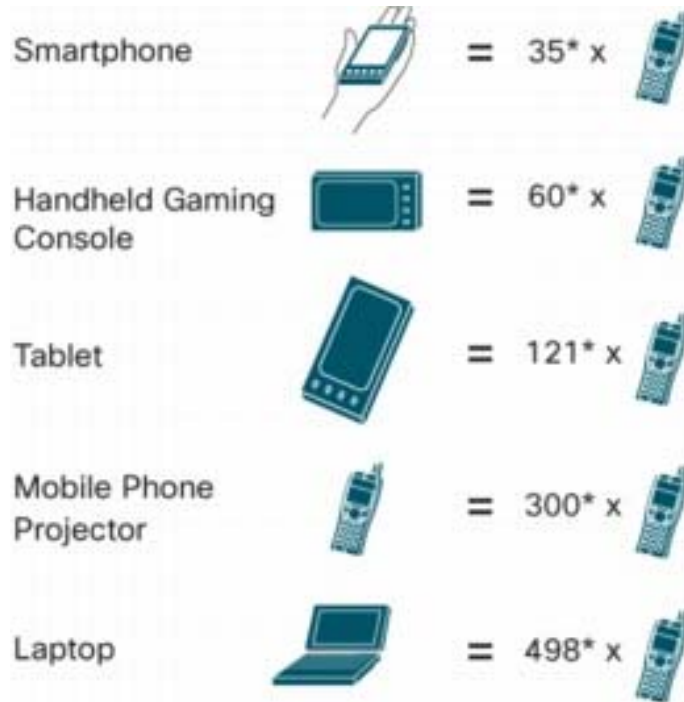 Smartphone = 35* x
Handheld Gaming
Console = 60* x
Tablet = 121* x
Mobile Phone
Projector = 300* x
Laptop = 498* x